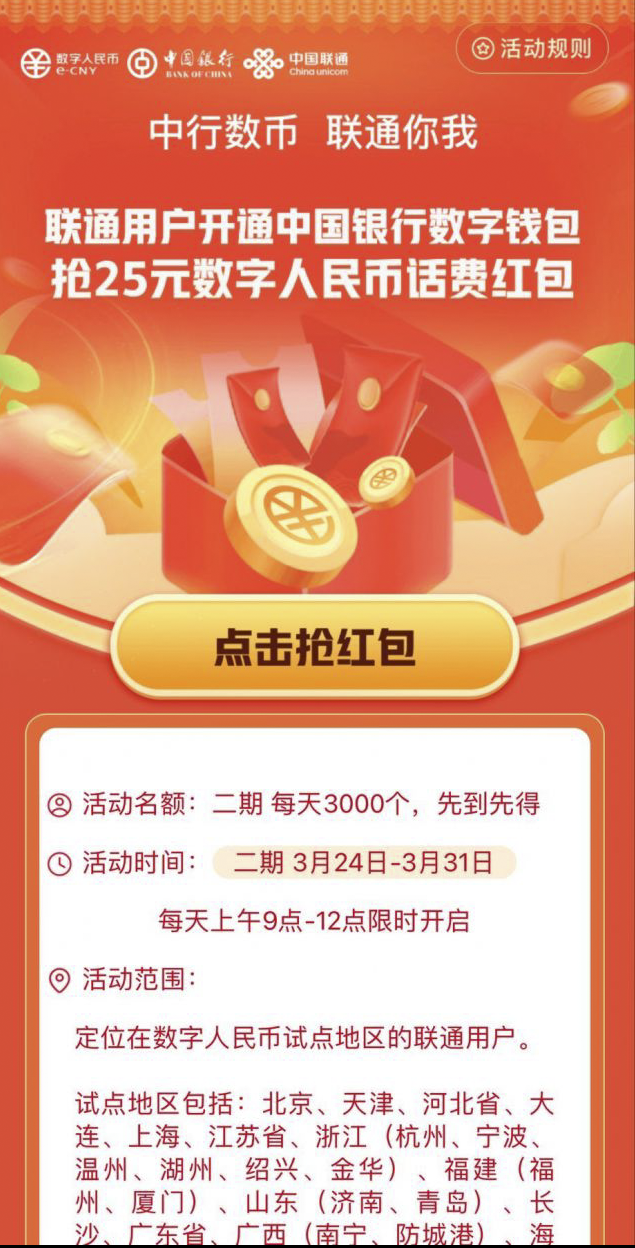 数字人民币
e-CNY
中国银行
BANK OF CHINA
中国联通
China unicom
活动规则
中行数币 联通你我
联通用户开通中国银行数字钱包
抢25元数字人民币话费红包
点击抢红包
活动名额：二期 每天3000个，先到先得
活动时间：二期 3月24日-3月31日
每天上午9点-12点限时开启
活动范围：
定位在数字人民币试点地区的联通用户。
试点地区包括：北京、天津、河北省、大
连、上海、江苏省、浙江（杭州、宁波、
温州、湖州、绍兴、金华）、福建（福
州、厦门）、山东（济南、青岛）、长
沙、广东省、广西（南宁、防城港）、海